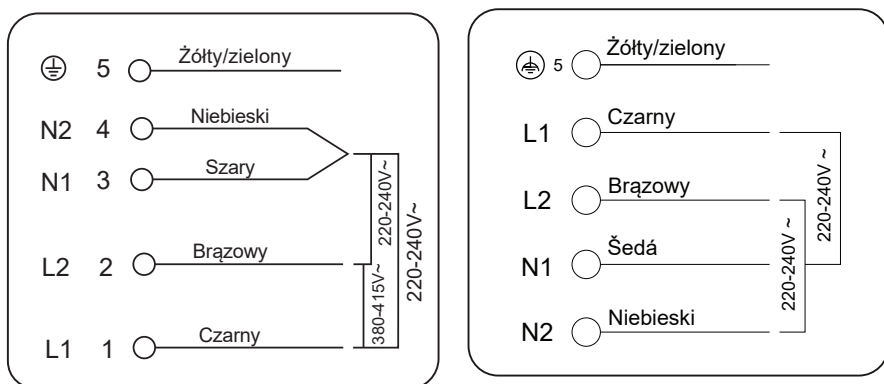 5 Żółty/zielony
N2 4 Niebieski
N1 3 Szary
L2 2 Brązowy
L1 1 Czarny
220-240V~
380-415V~
220-240V~
5 Żółty/zielony
L1 Czarny
L2 Brązowy
N1 Šedá
N2 Niebieski
220-240V ~
220-240V ~